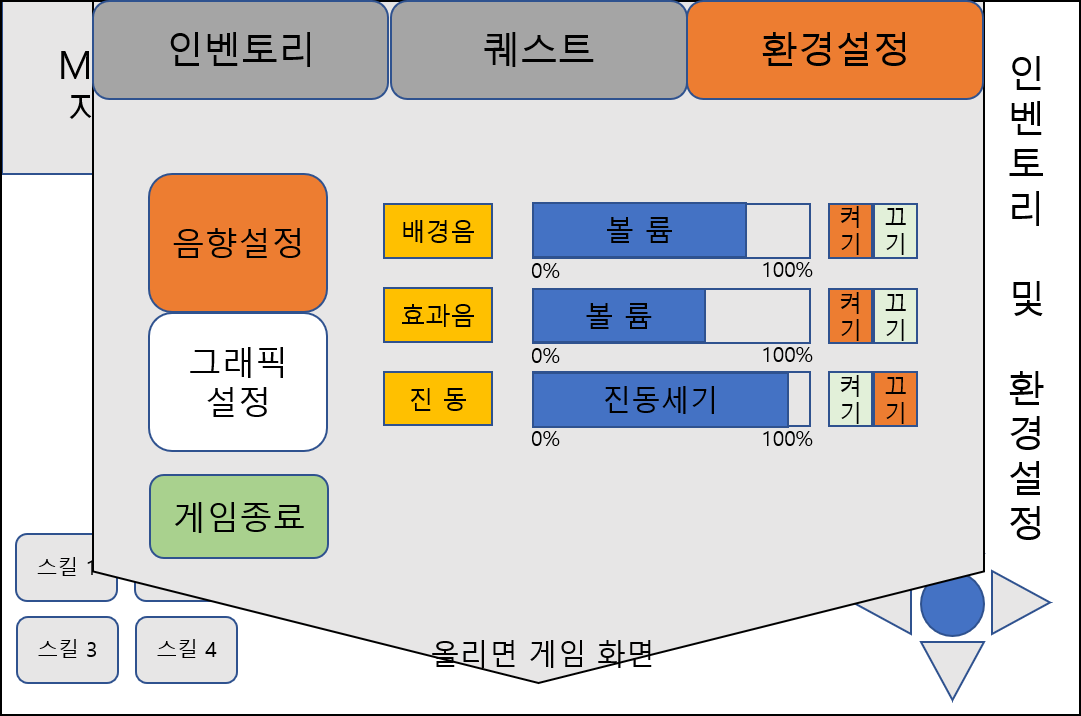 M
지
인벤토리
퀘스트
환경설정
음향설정
그래픽
설정
게임종료
배경음
볼 륨
0%
100%
켜
기
끄
기
효과음
볼 륨
0%
100%
켜
기
끄
기
진 동
진동세기
0%
100%
켜
기
끄
기
스킬 1
스킬 3
스킬 4
올리면 게임 화면
인벤토리 및 환경설정